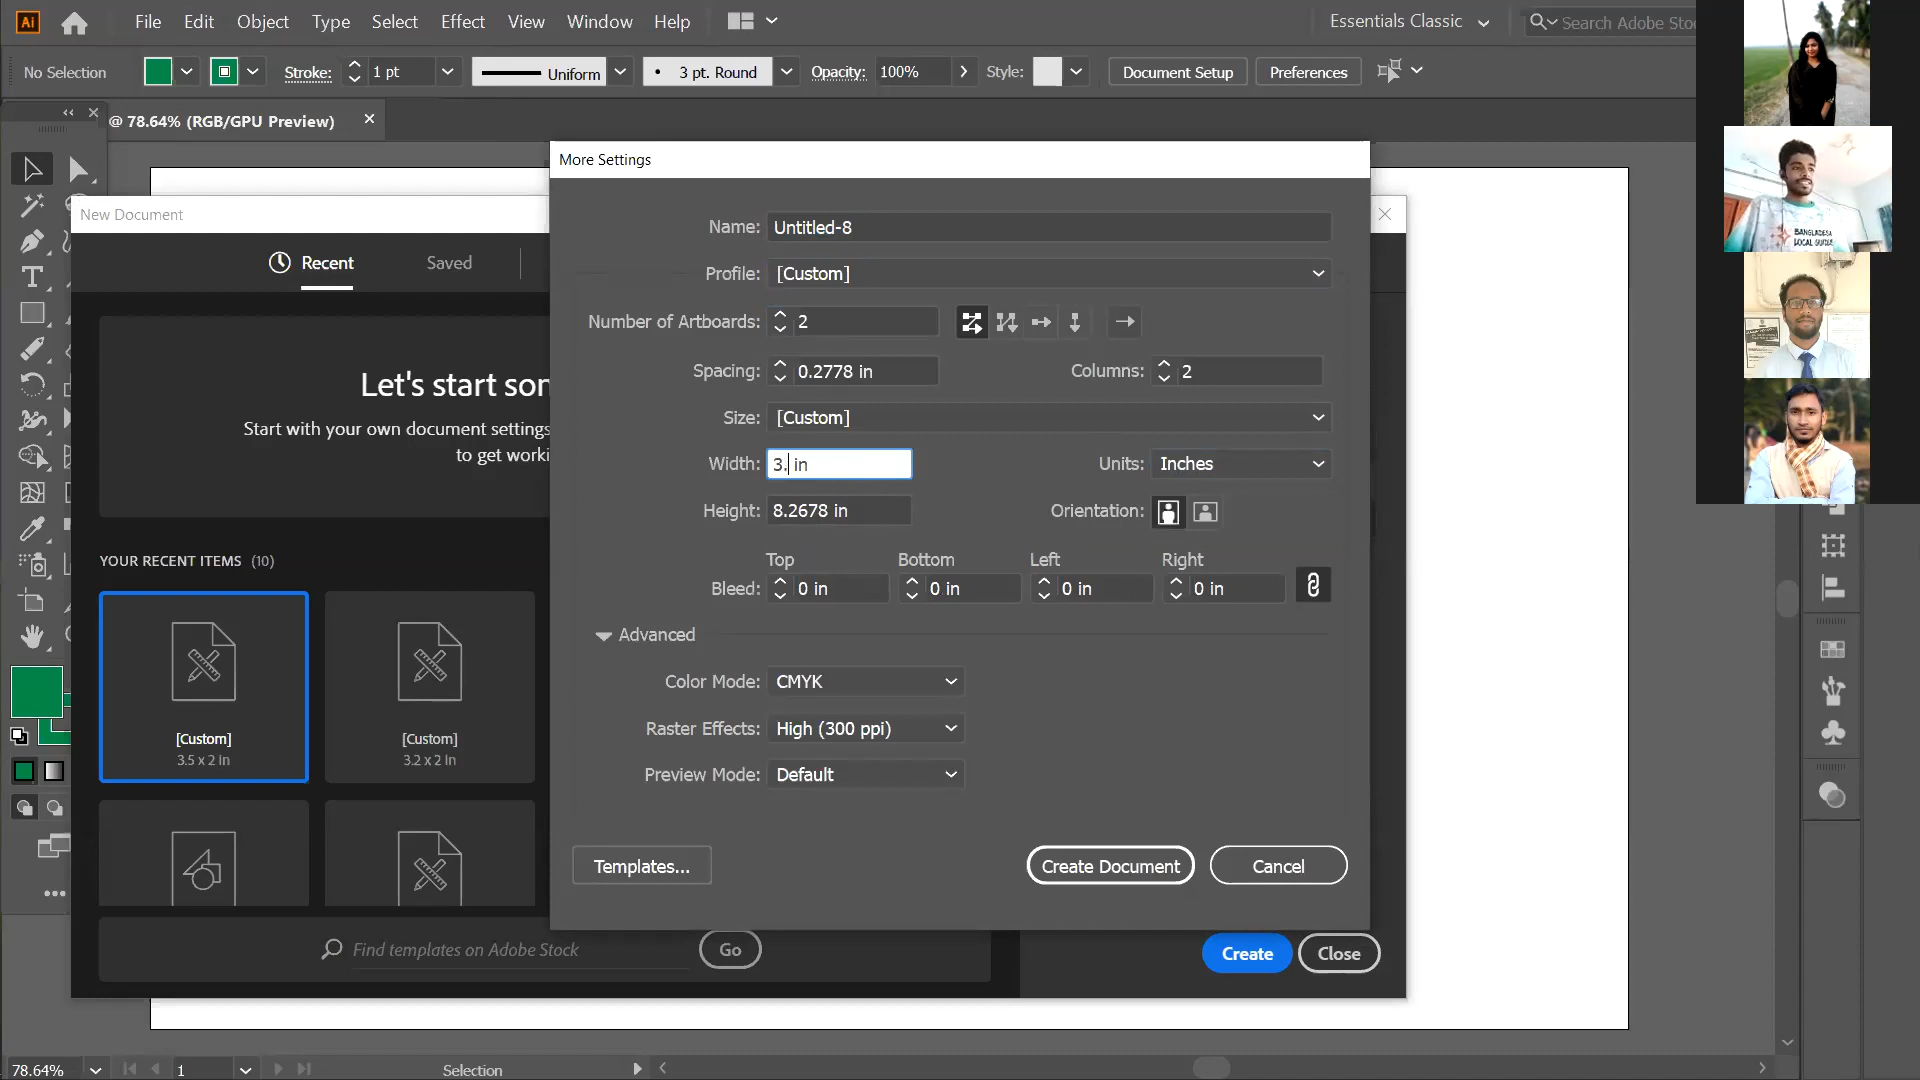 Ai File Edit Object Type Select Effect View Window Help Essentials Classic Search Adobe Sto
No Selection Stroke: 1 pt Uniform 3 pt. Round Opacity: 100% Style: Document Setup Preferences
@ 78.64% (RGB/GPU Preview)
More Settings
New Document
Recent Saved
Let's start son
Start with your own document settings
to get worki
YOUR RECENT ITEMS (10)
[Custom]
3.5 x 2 in
[Custom]
3.2 x 2 in
Find templates on Adobe Stock Go
Name: Untitled-8
Profile: [Custom]
Number of Artboards: 2
Spacing: 0.2778 in Columns: 2
Size: [Custom]
Width: 3. in Units: Inches
Height: 8.2678 in Orientation:
Top Bottom Left Right
Bleed: 0 in 0 in 0 in 0 in
Advanced
Color Mode: CMYK
Raster Effects: High (300 ppi)
Preview Mode: Default
Templates... Create Document Cancel
Create Close
BANGLADESH
LOCAL GUIDES
78.64% 1 Selection